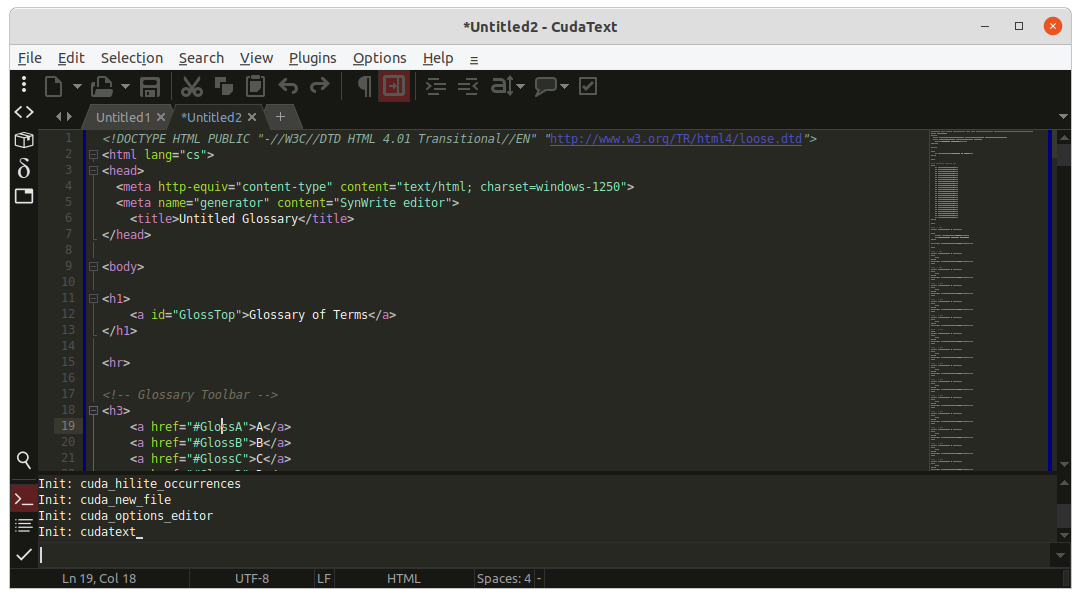 *Untitled2 - CudaText
File Edit Selection Search View Plugins Options Help
Untitled1 *Untitled2
1 <!DOCTYPE HTML PUBLIC "-//W3C//DTD HTML 4.01 Transitional//EN" "http://www.w3.org/TR/html4/loose.dtd">
2 <html lang="cs">
3 <head>
4 <meta http-equiv="content-type" content="text/html; charset=windows-1250">
5 <meta name="generator" content="SynWrite editor">
6 <title>Untitled Glossary</title>
7 </head>
8
9 <body>
10
11 <h1>
12 <a id="GlossTop">Glossary of Terms</a>
13 </h1>
14
15 <hr>
16
17 <!-- Glossary Toolbar -->
18 <h3>
19 <a href="#GlossA">A</a>
20 <a href="#GlossB">B</a>
21 <a href="#GlossC">C</a>
Init: cuda_hilite_occurrences
Init: cuda_new_file
Init: cuda_options_editor
Init: cudatext_
Ln 19, Col 18 UTF-8 LF HTML Spaces: 4 -